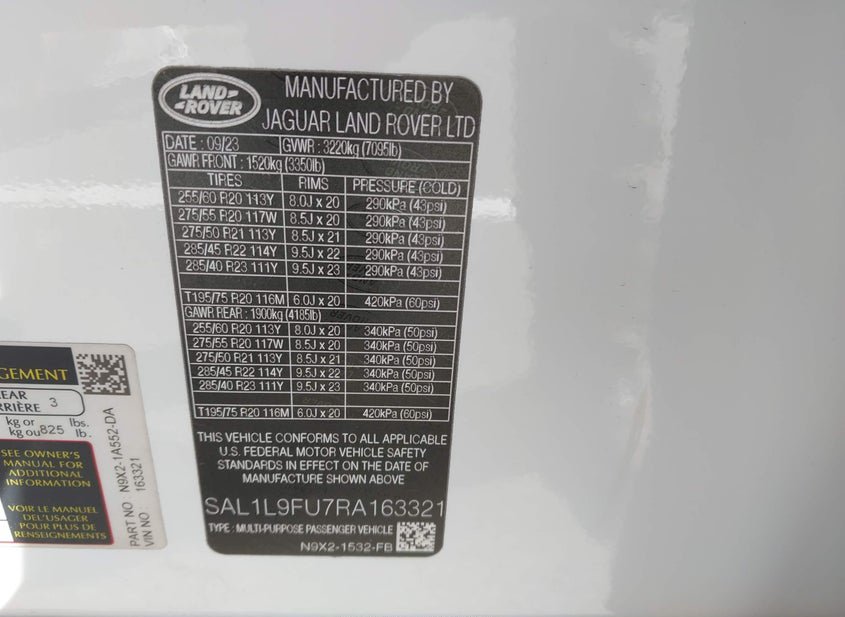 LAND-
-ROVER
MANUFACTURED BY
JAGUAR LAND ROVER LTD
DATE : 09/23 GVWR : 3220kg (7095lb)
GAWR FRONT : 1520kg (3350lb)
TIRES RIMS PRESSURE (COLD)
255/60 R20 113Y 8.0J x 20 290kPa (43psi)
275/55 R20 117W 8.5J x 20 290kPa (43psi)
275/50 R21 113Y 8.5J x 21 290kPa (43psi)
285/45 R22 114Y 9.5J x 22 290kPa (43psi)
285/40 R23 111Y 9.5J x 23 290kPa (43psi)
T195/75 R20 116M 6.0J x 20 420kPa (60psi)
GAWR REAR : 1900kg (4185lb)
255/60 R20 113Y 8.0J x 20 340kPa (50psi)
275/55 R20 117W 8.5J x 20 340kPa (50psi)
275/50 R21 113Y 8.5J x 21 340kPa (50psi)
285/45 R22 114Y 9.5J x 22 340kPa (50psi)
285/40 R23 111Y 9.5J x 23 340kPa (50psi)
T195/75 R20 116M 6.0J x 20 420kPa (60psi)
THIS VEHICLE CONFORMS TO ALL APPLICABLE
U.S. FEDERAL MOTOR VEHICLE SAFETY
STANDARDS IN EFFECT ON THE DATE OF
MANUFACTURE SHOWN ABOVE
SAL1L9FU7RA163321
TYPE : MULTI-PURPOSE PASSENGER VEHICLE
N9X2-1532-FB
GEMENT
EAR
RRIÈRE 3
kg or lbs.
kg ou 825 lb.
SEE OWNER'S
MANUAL FOR
ADDITIONAL
INFORMATION
VOIR LE MANUEL
DEL'USAGER
POUR PLUS DE
RENSEIGNEMENTS
PART NO N9X2-1A552-DA
VIN NO : 163321